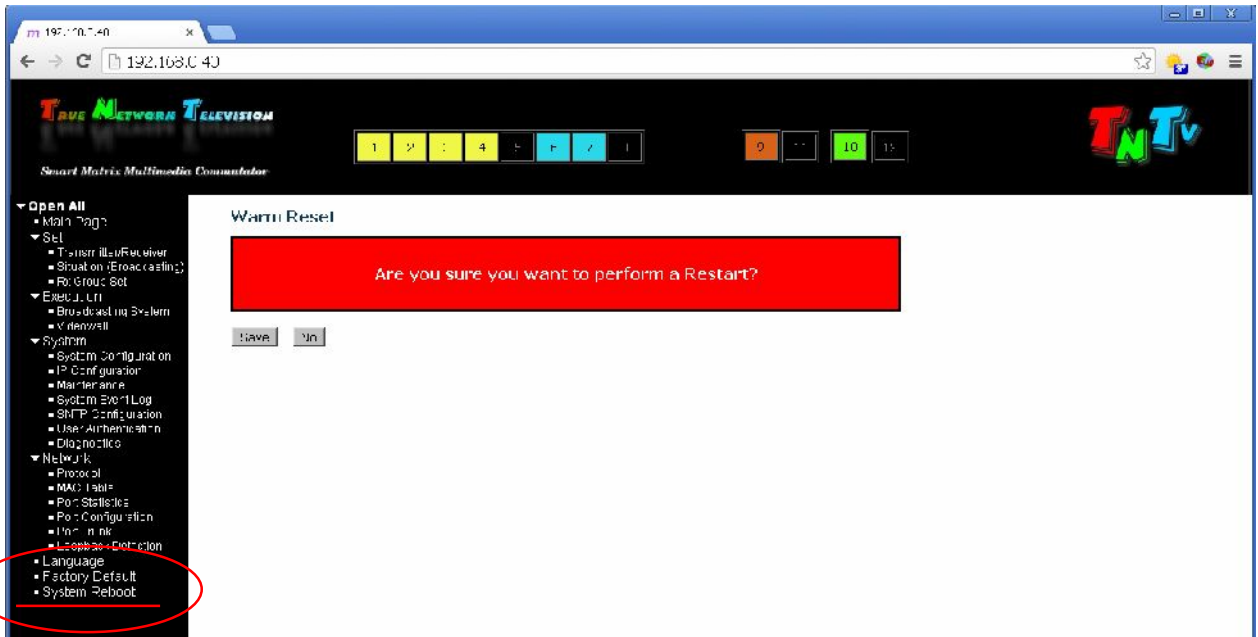 192.168.0.40
TRUE NETWORK TELEVISION
Smart Matrix Multimedia Commutator
1 2 4 9 10
TNTV
Open All
Main Page
Set
Transmitter/Receiver
Situation (Broadcasting)
Rx Group Set
Execution
Broadcasting System
Videowall
System
System Configuration
IP Configuration
Maintenance
System Event Log
SNTP Configuration
User Authentication
Diagnostics
Network
Protocol
MAC Table
Port Statistics
Port Configuration
Port Trunk
Loopback Detection
Language
Factory Default
System Reboot
Warm Reset
Are you sure you want to perform a Restart?
Save No